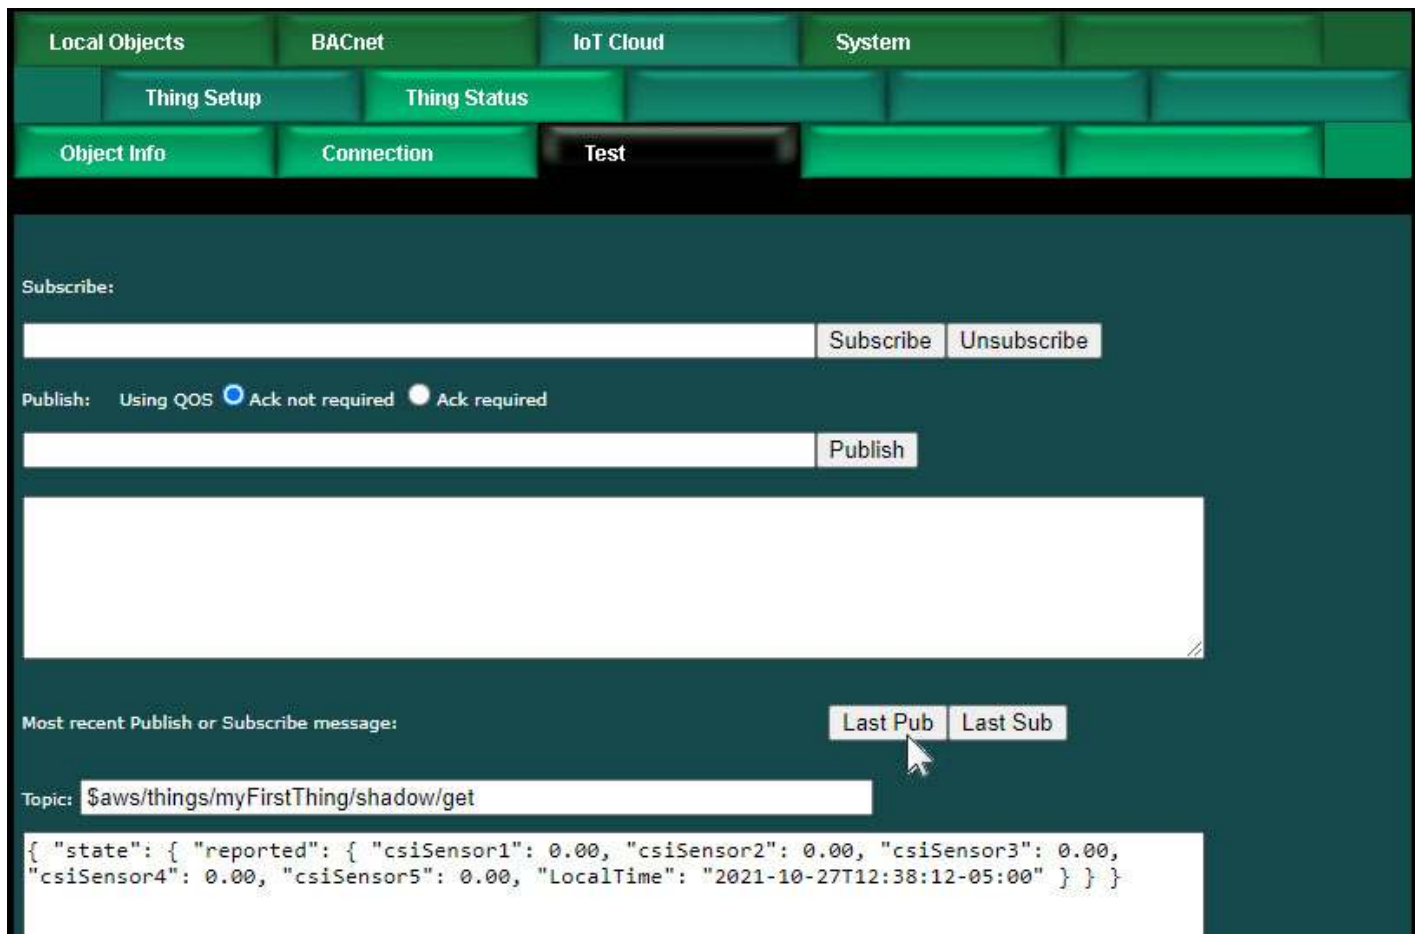 Local Objects BACnet IoT Cloud System
Thing Setup Thing Status
Object Info Connection Test
Subscribe:
Subscribe Unsubscribe
Publish: Using QOS Ack not required Ack required
Publish
Most recent Publish or Subscribe message: Last Pub Last Sub
Topic: $aws/things/myFirstThing/shadow/get
{ "state": { "reported": { "csiSensor1": 0.00, "csiSensor2": 0.00, "csiSensor3": 0.00,
"csiSensor4": 0.00, "csiSensor5": 0.00, "LocalTime": "2021-10-27T12:38:12-05:00" } } }